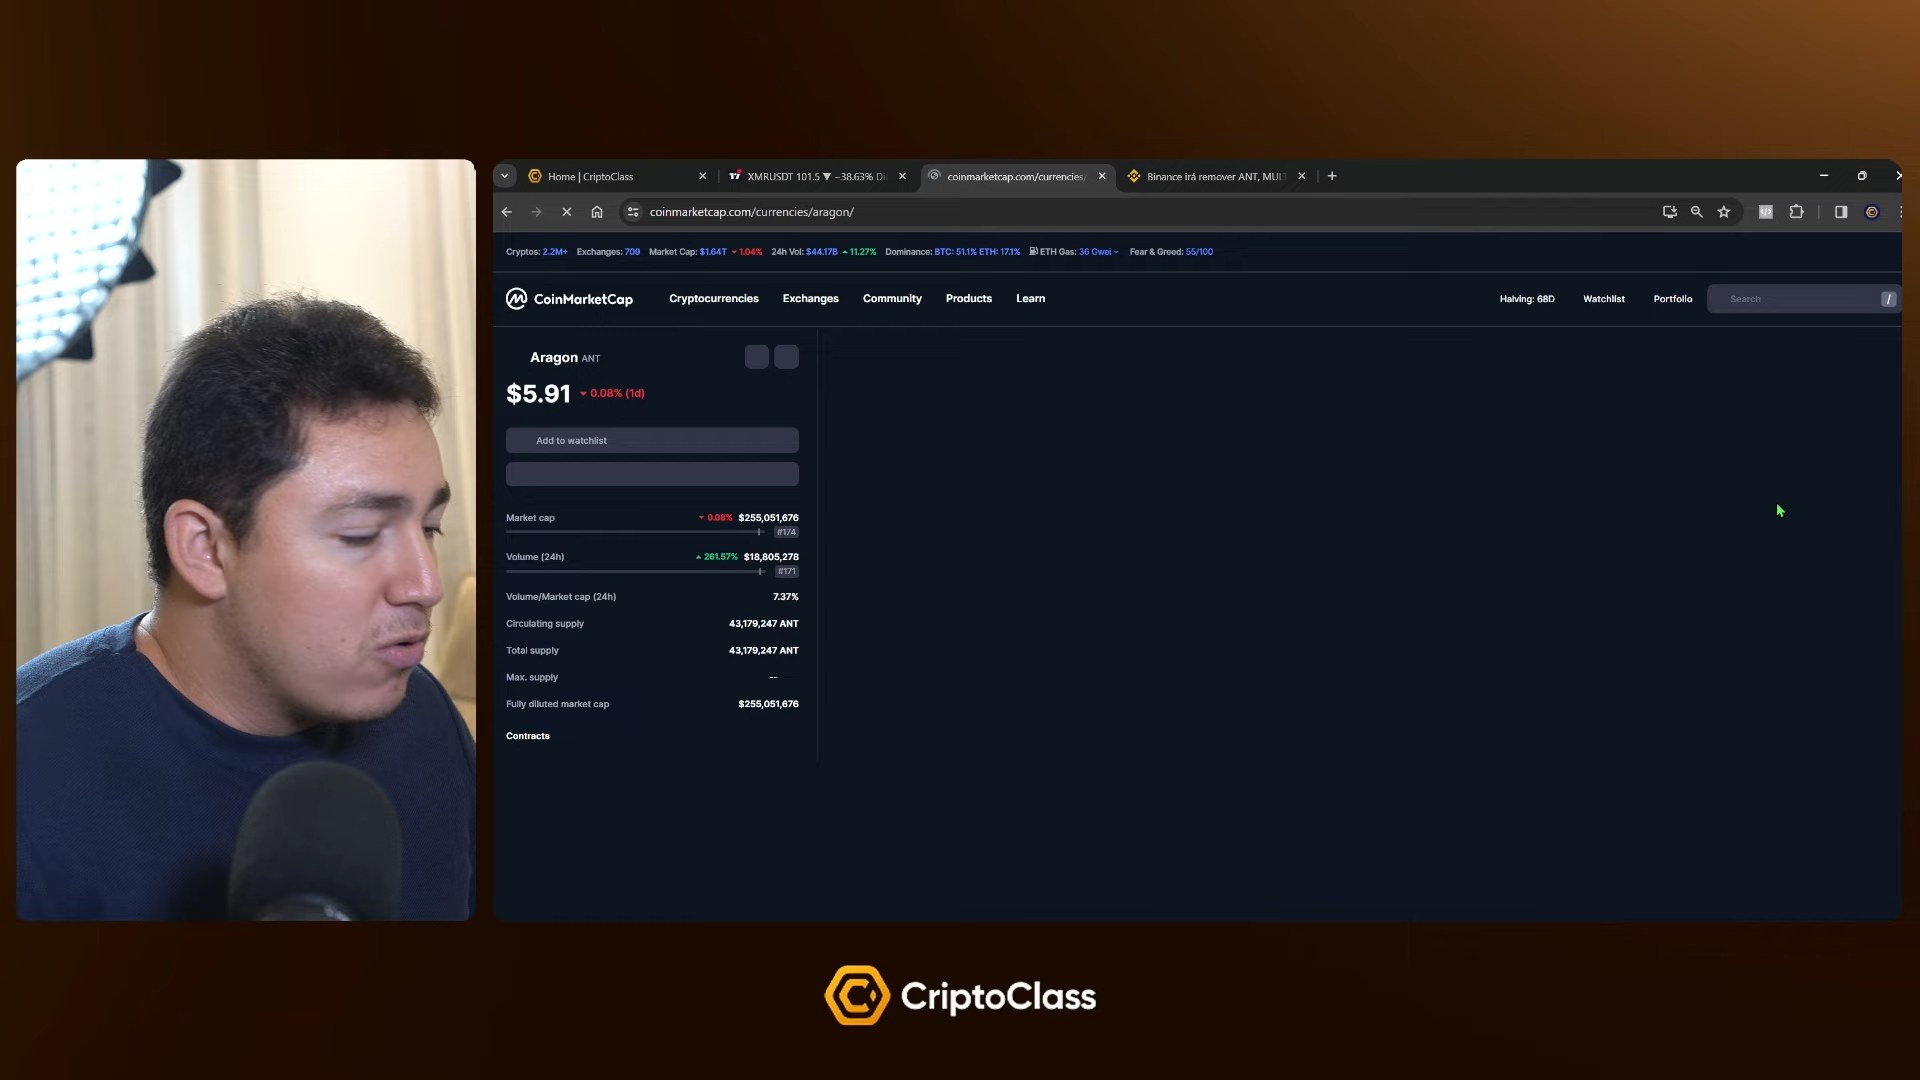 Home | CriptoClass
XMRUSDT 101.5 ▼ −38.63% Di
coinmarketcap.com/currencies/
Binance irá remover ANT, MULT
coinmarketcap.com/currencies/aragon/
Cryptos: 2.2M+ Exchanges: 709 Market Cap: $1.64T 1.04% 24h Vol: $44.17B 11.27% Dominance: BTC: 51.1% ETH: 17.1% ETH Gas: 36 Gwei Fear & Greed: 55/100
CoinMarketCap Cryptocurrencies Exchanges Community Products Learn Halving: 68D Watchlist Portfolio Search /
Aragon ANT
$5.91 0.08% (1d)
Add to watchlist
Market cap 0.08% $255,051,676
#174
Volume (24h) 261.57% $18,805,278
#171
Volume/Market cap (24h) 7.37%
Circulating supply 43,179,247 ANT
Total supply 43,179,247 ANT
Max. supply --
Fully diluted market cap $255,051,676
Contracts
CriptoClass